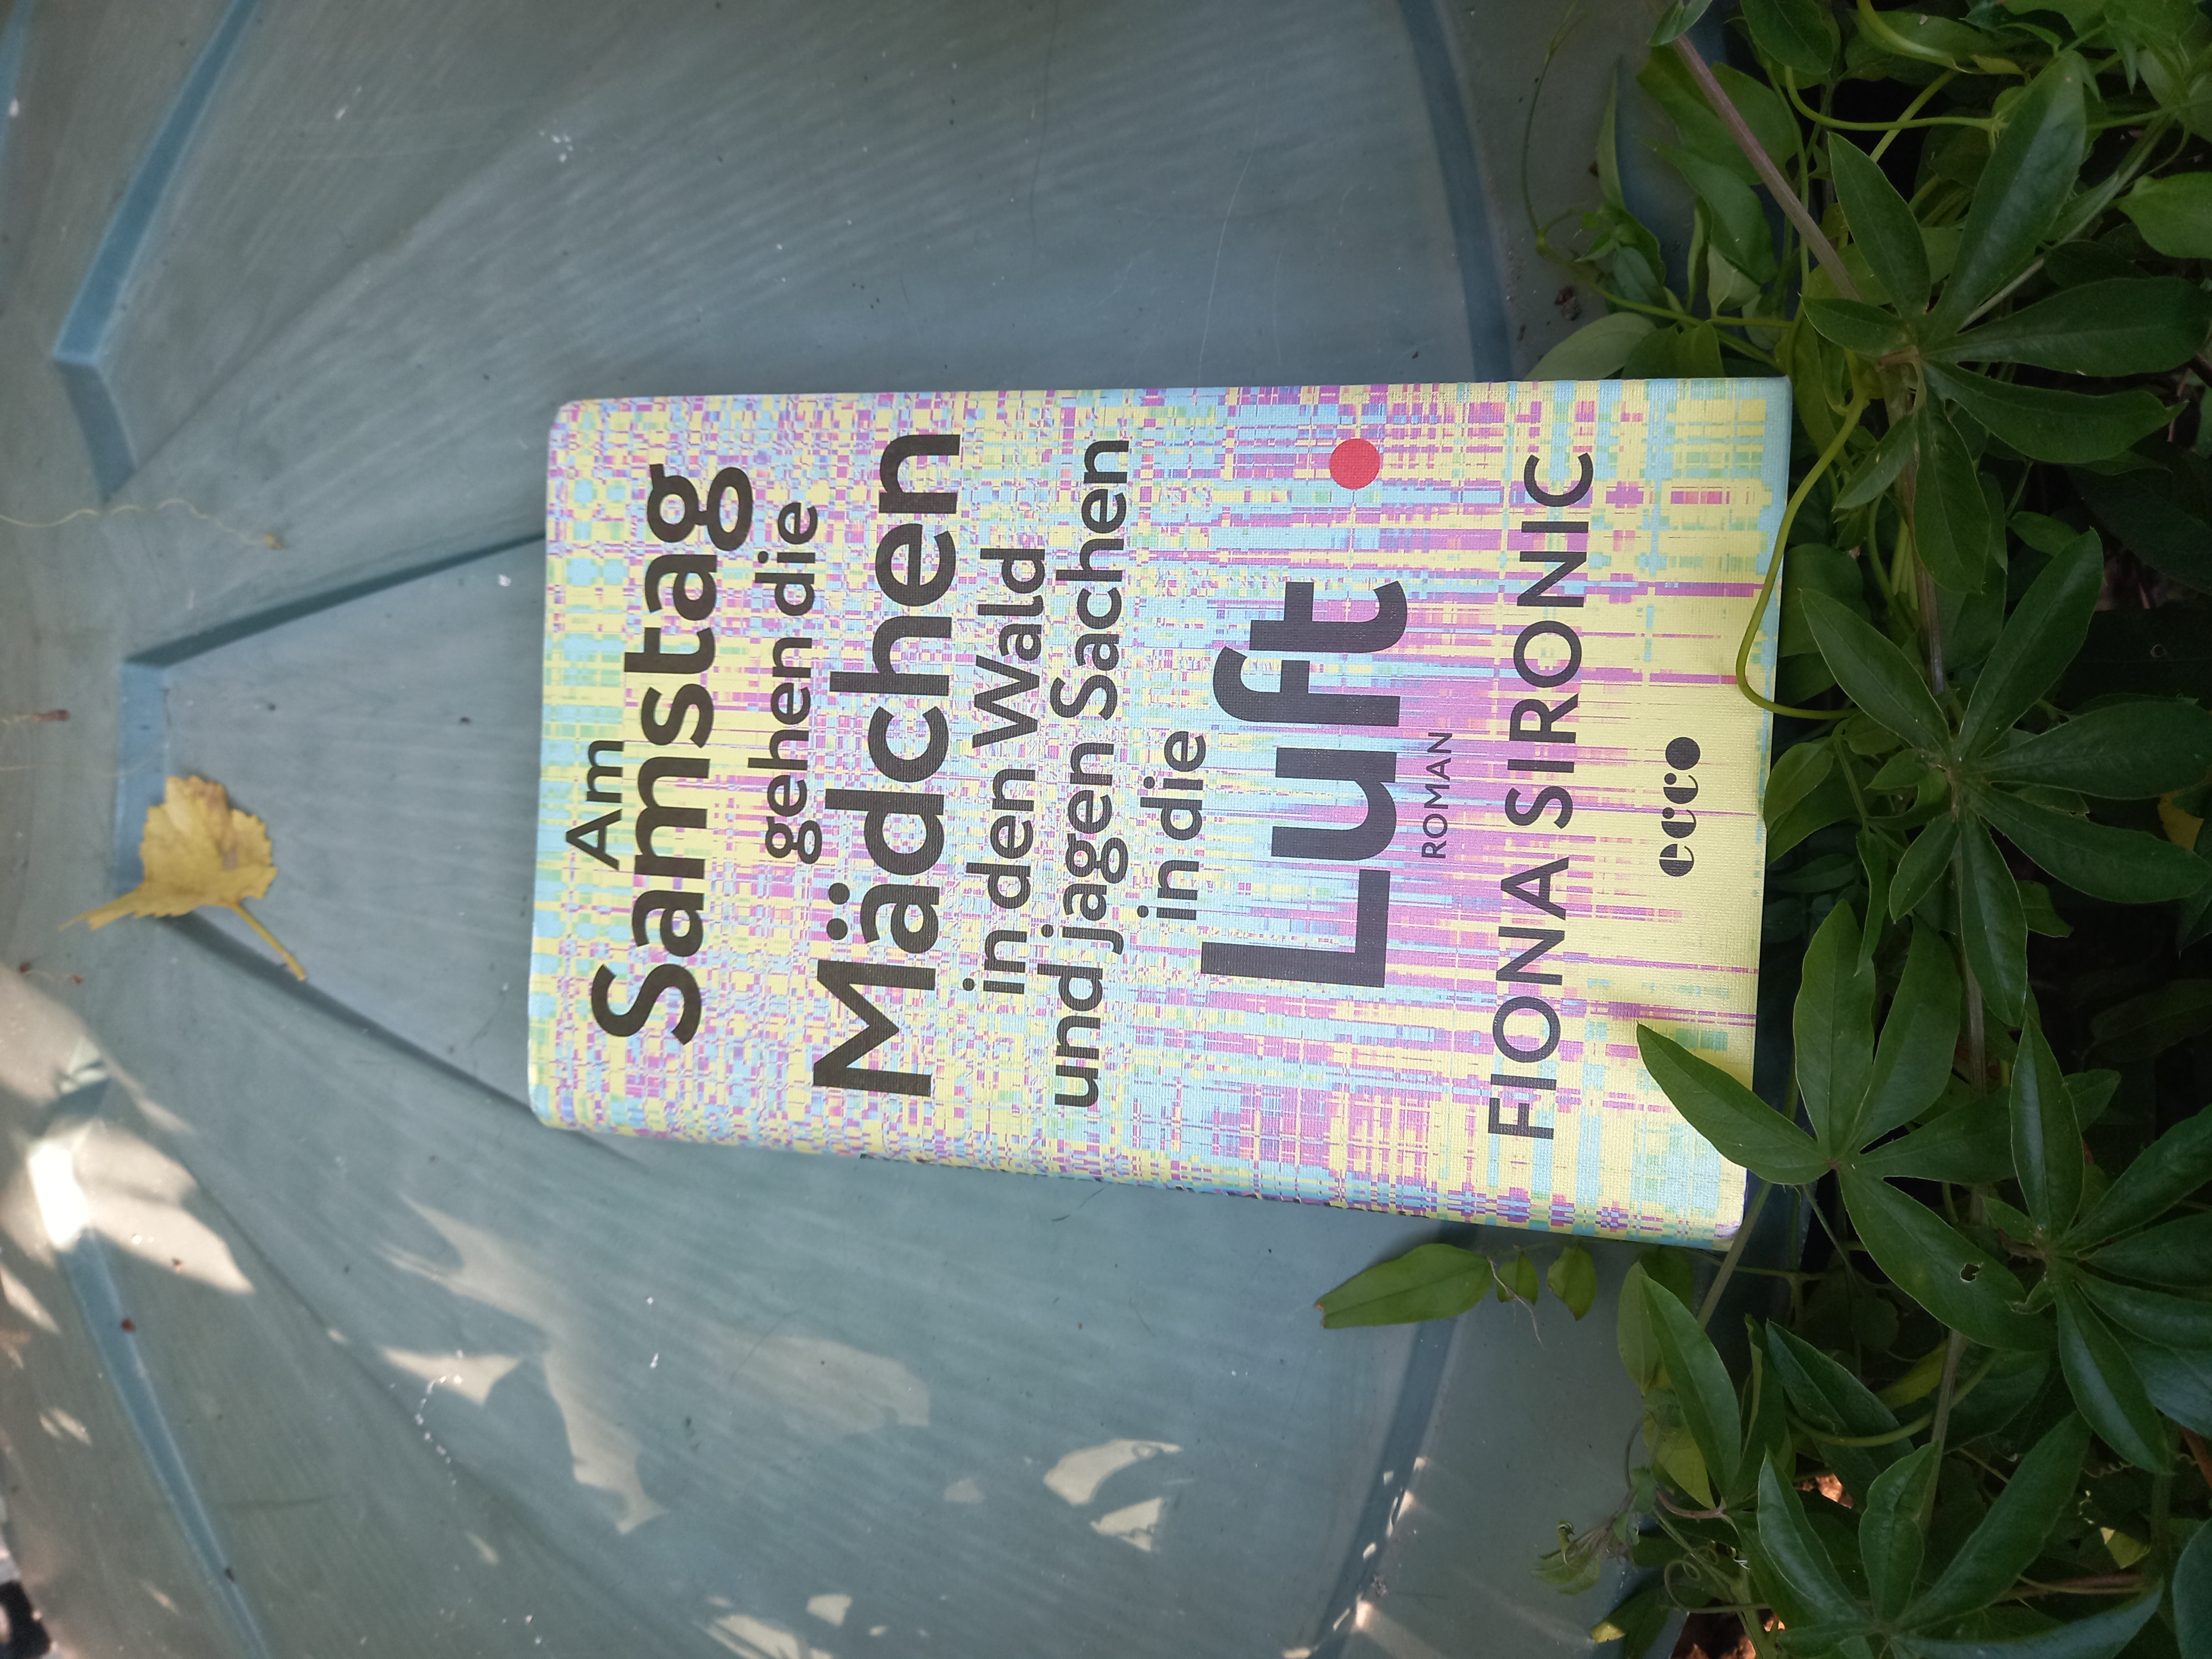 Am
Samstag
gehen die
Mädchen
in den Wald
und jagen Sachen
in die
Luft
ROMAN
FIONA SIRONIC
ecco